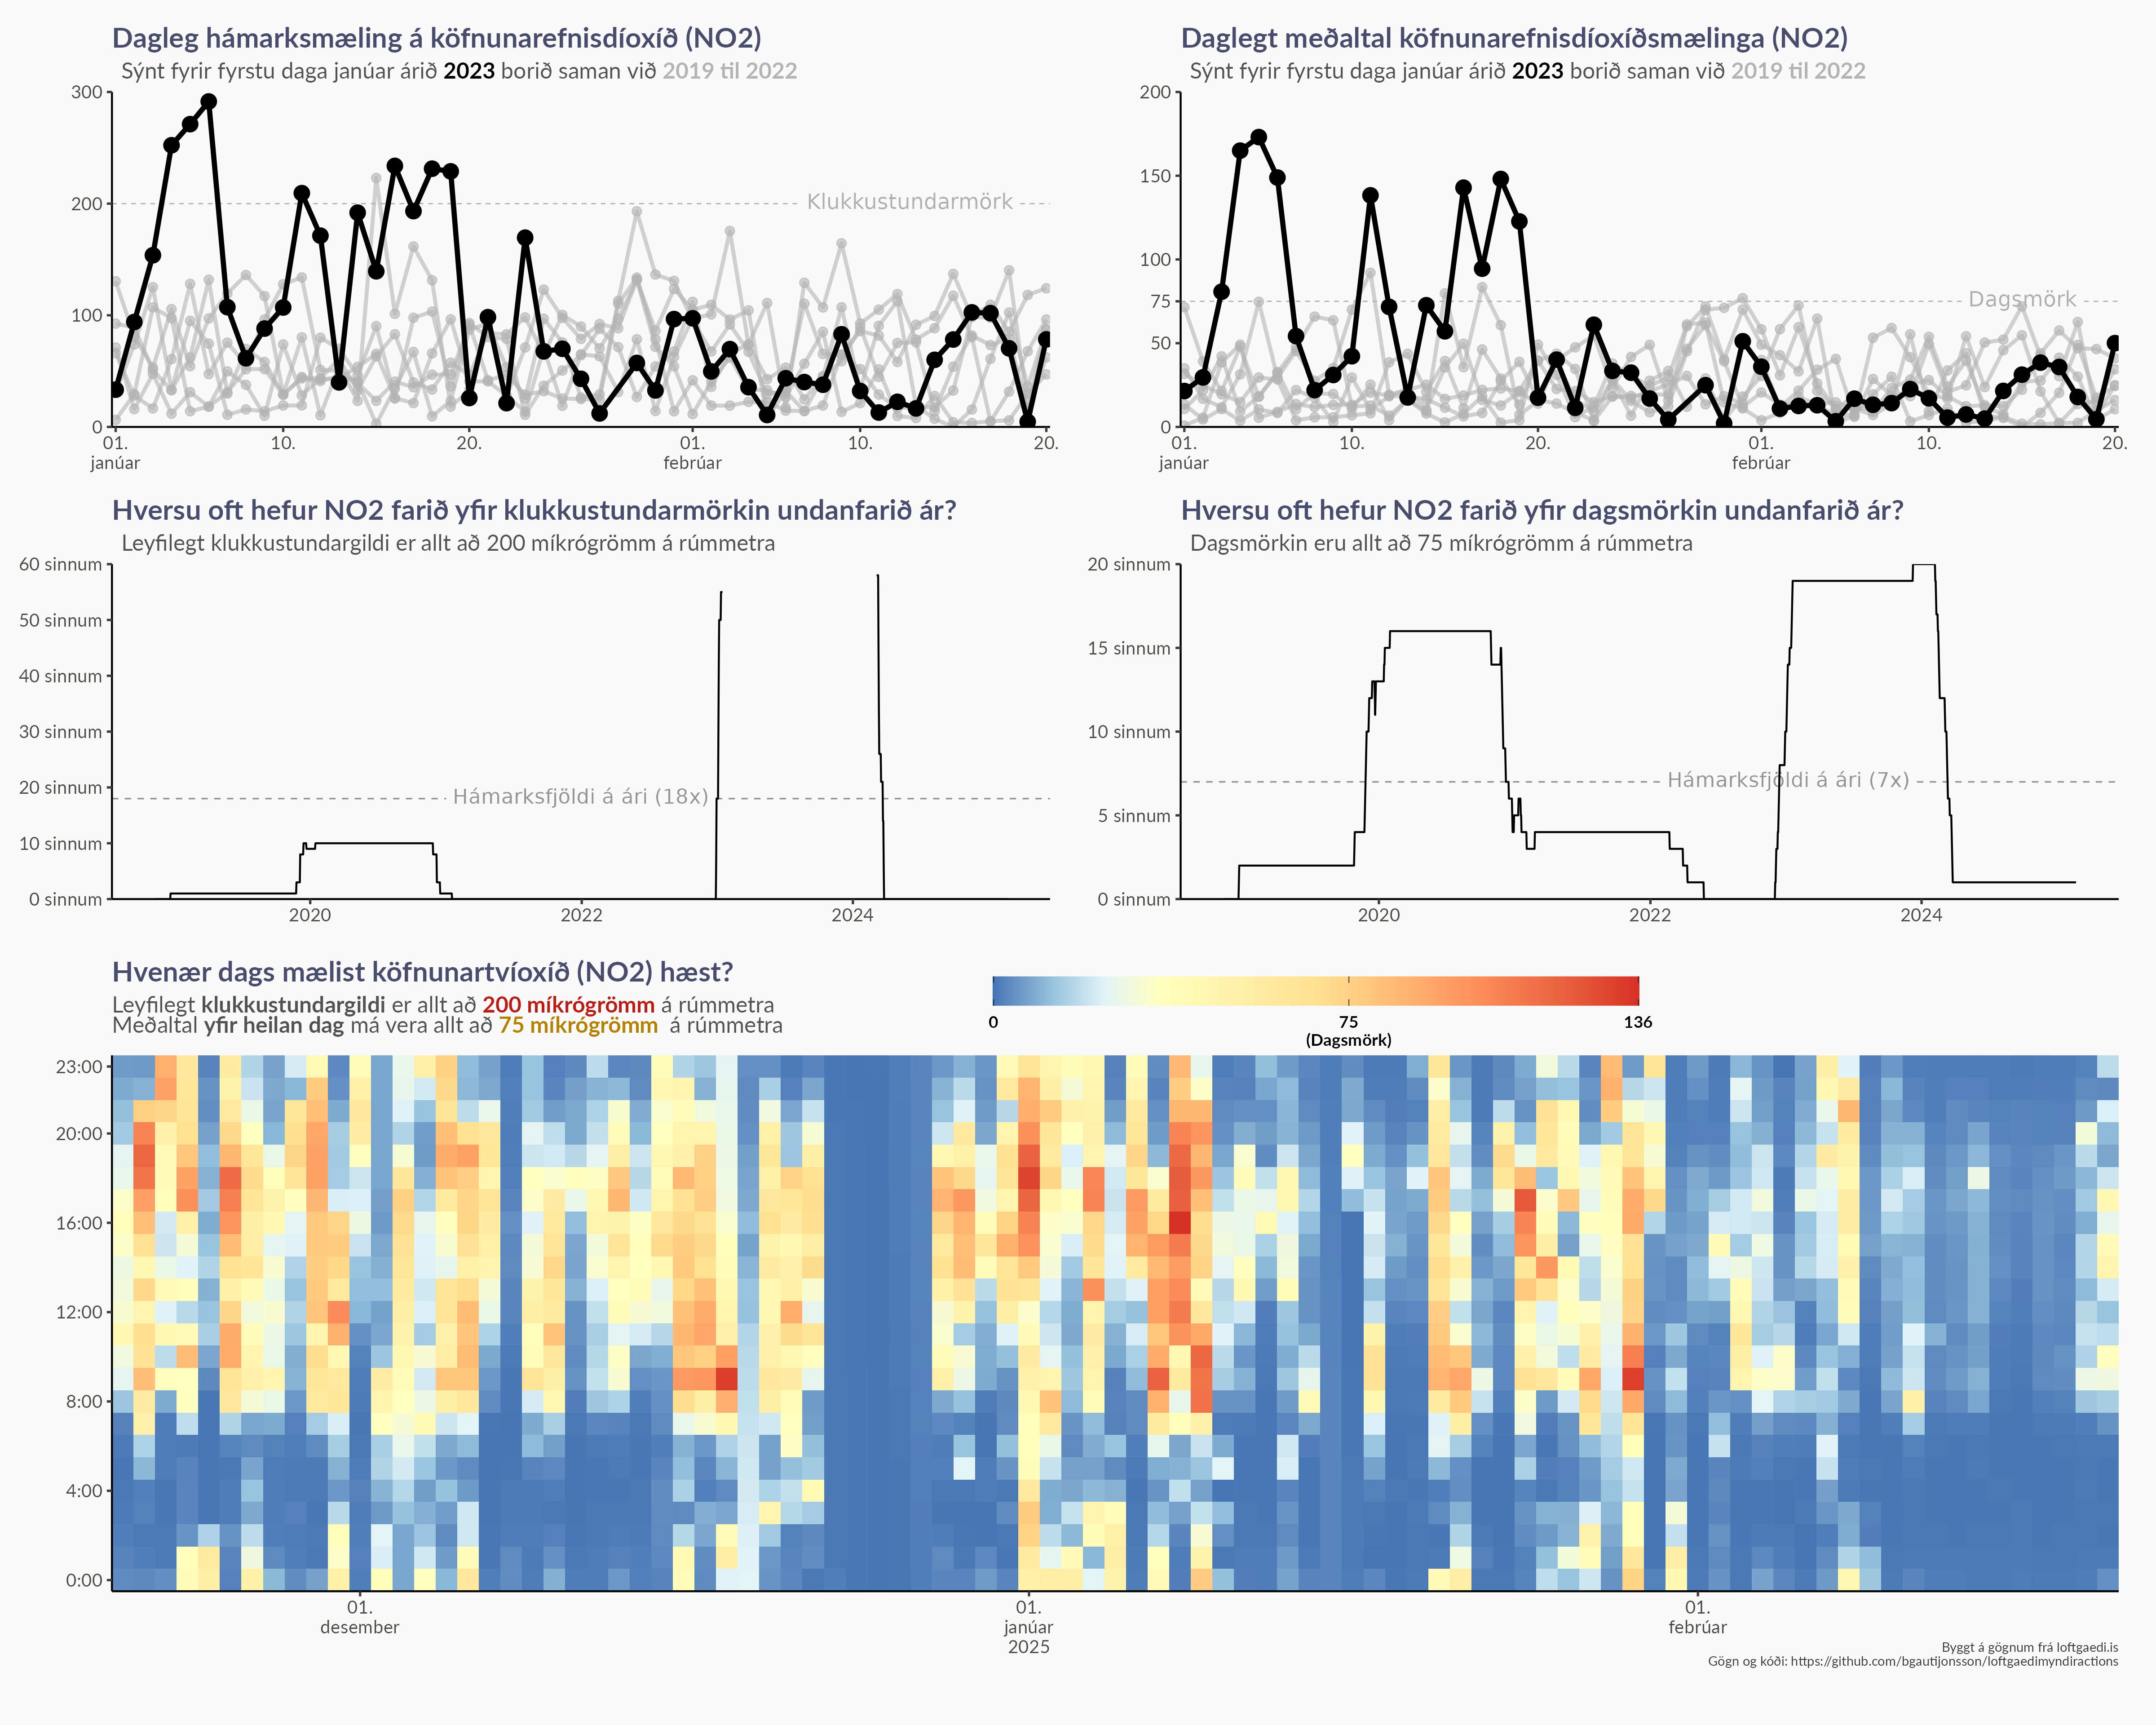 Dagleg hámarksmæling á köfnunarefnisdíoxíð (NO2)
Sýnt fyrir fyrstu daga janúar árið 2023 borið saman við 2019 til 2022
300
200
100
0
Klukkustundarmörk
01.
janúar
10.
20.
01.
febrúar
10.
20.
Daglegt meðaltal köfnunarefnisdíoxíðsmælinga (NO2)
Sýnt fyrir fyrstu daga janúar árið 2023 borið saman við 2019 til 2022
200
150
100
75
50
0
Dagsmörk
01.
janúar
10.
20.
01.
febrúar
10.
20.
Hversu oft hefur NO2 farið yfir klukkustundarmörkin undanfarið ár?
Leyfilegt klukkustundargildi er allt að 200 míkrógrömm á rúmmetra
60 sinnum
50 sinnum
40 sinnum
30 sinnum
20 sinnum
10 sinnum
0 sinnum
Hámarksfjöldi á ári (18x)
2020
2022
2024
Hversu oft hefur NO2 farið yfir dagsmörkin undanfarið ár?
Dagsmörkin eru allt að 75 míkrógrömm á rúmmetra
20 sinnum
15 sinnum
10 sinnum
5 sinnum
0 sinnum
Hámarksfjöldi á ári (7x)
2020
2022
2024
Hvenær dags mælist köfnunartvíoxíð (NO2) hæst?
Leyfilegt klukkustundargildi er allt að 200 míkrógrömm á rúmmetra
Meðaltal yfir heilan dag má vera allt að 75 míkrógrömm á rúmmetra
0
75
(Dagsmörk)
136
23:00
20:00
16:00
12:00
8:00
4:00
0:00
01.
desember
01.
janúar
2025
01.
febrúar
Byggt á gögnum frá loftgaedi.is
Gögn og kóði: https://github.com/bgautijonsson/loftgaedimyndiractions